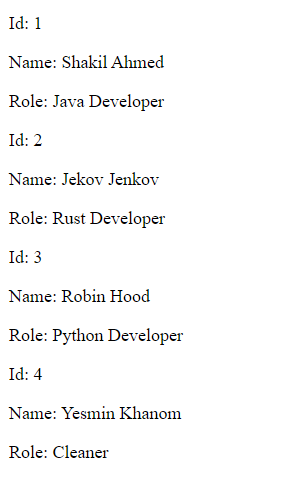 Id: 1
Name: Shakil Ahmed
Role: Java Developer
Id: 2
Name: Jekov Jenkov
Role: Rust Developer
Id: 3
Name: Robin Hood
Role: Python Developer
Id: 4
Name: Yesmin Khanom
Role: Cleaner